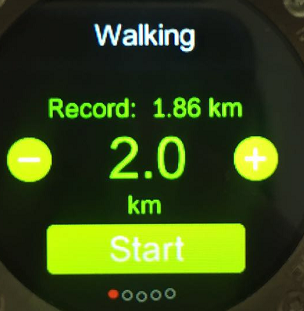 Walking
Record: 1.86 km
− 2.0 +
km
Start